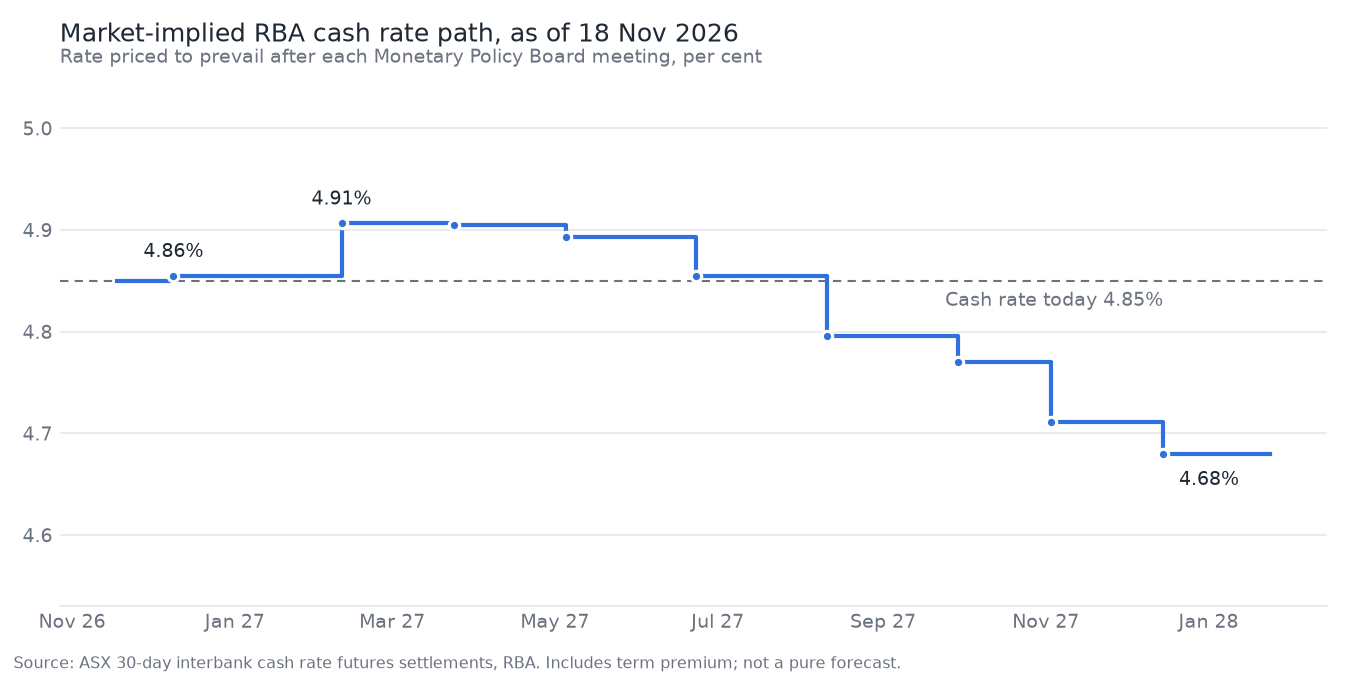 Market-implied RBA cash rate path, as of 18 Nov 2026
Rate priced to prevail after each Monetary Policy Board meeting, per cent
5.0
4.91%
4.9
4.86%
Cash rate today 4.85%
4.8
4.7
4.68%
4.6
Nov 26 Jan 27 Mar 27 May 27 Jul 27 Sep 27 Nov 27 Jan 28
Source: ASX 30-day interbank cash rate futures settlements, RBA. Includes term premium; not a pure forecast.